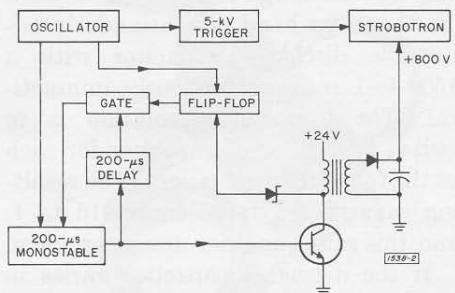 OSCILLATOR
5-kV
TRIGGER
STROBOTRON
+800 V
GATE
FLIP-FLOP
+24 V
200-μs
DELAY
200-μs
MONOSTABLE
1538-2